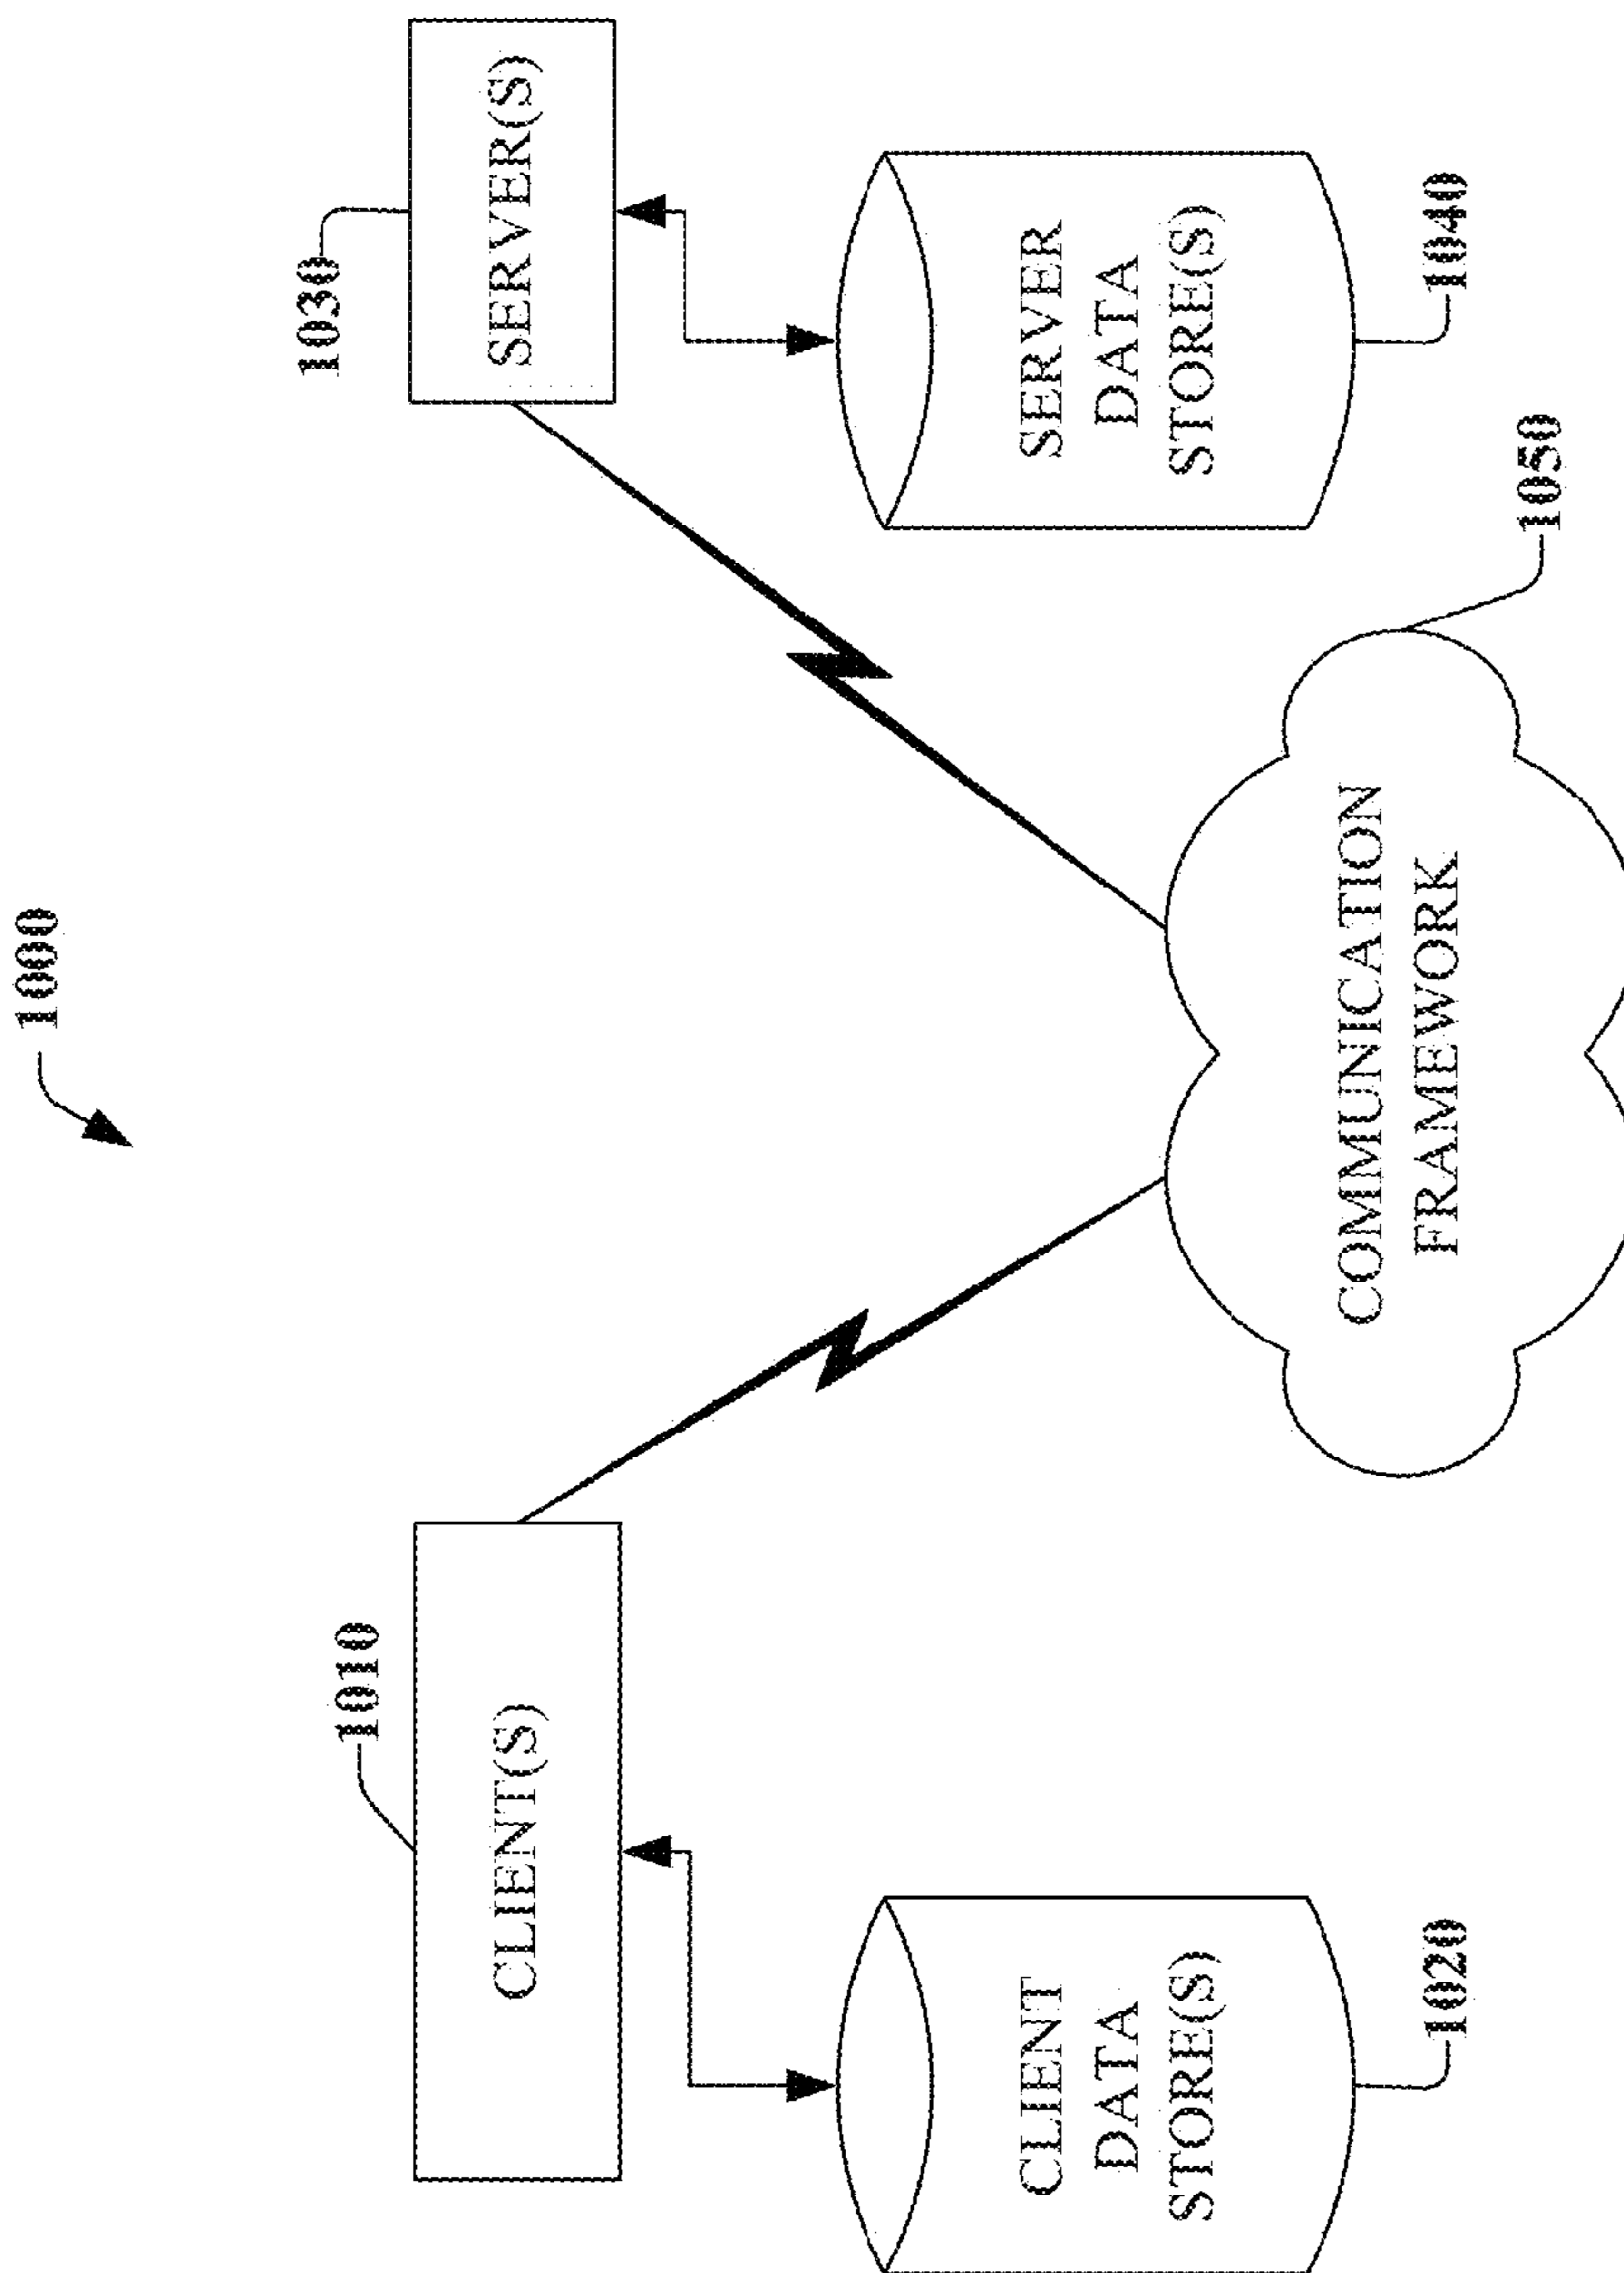 1000
1010
CLIENT(S)
1030
SERVER(S)
CLIENT
DATA
STORE(S)
1020
SERVER
DATA
STORE(S)
1040
COMMUNICATION
FRAMEWORK
1050